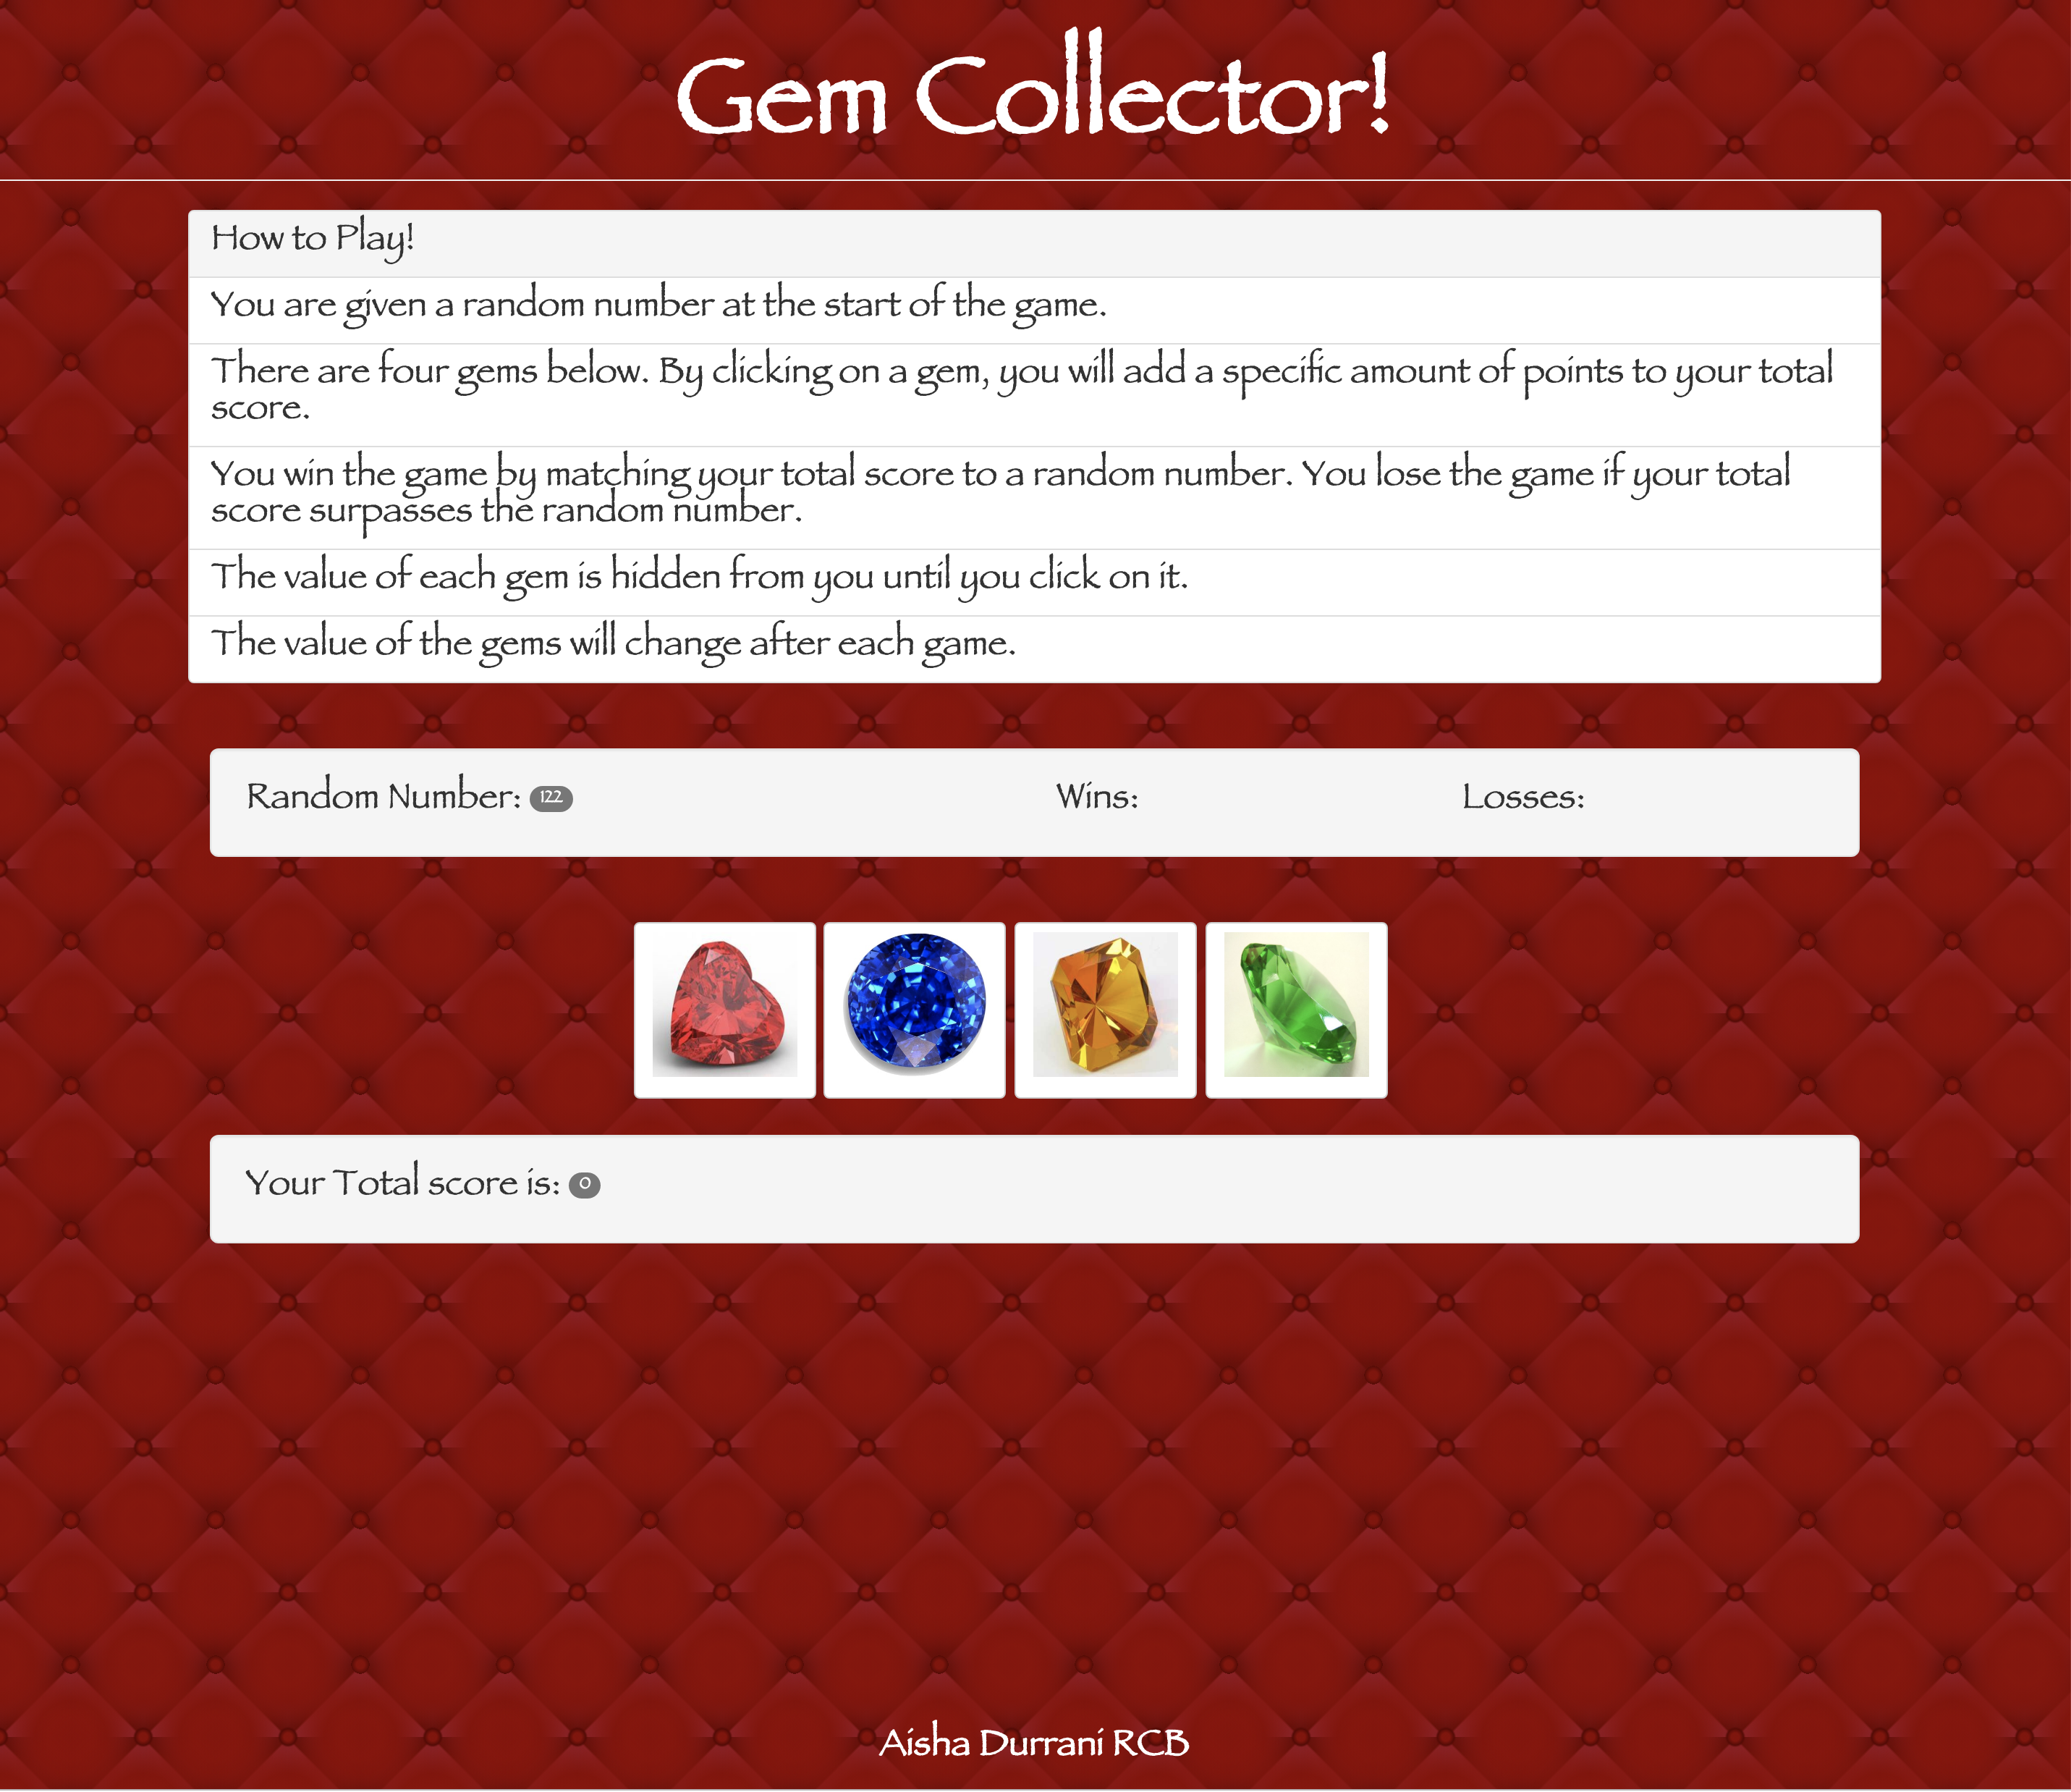 Gem Collector!
How to Play!
You are given a random number at the start of the game.
There are four gems below. By clicking on a gem, you will add a specific amount of points to your total
score.
You win the game by matching your total score to a random number. You lose the game if your total
score surpasses the random number.
The value of each gem is hidden from you until you click on it.
The value of the gems will change after each game.
Random Number: 122 Wins: Losses:
Your Total score is: 0
Aisha Durrani RCB